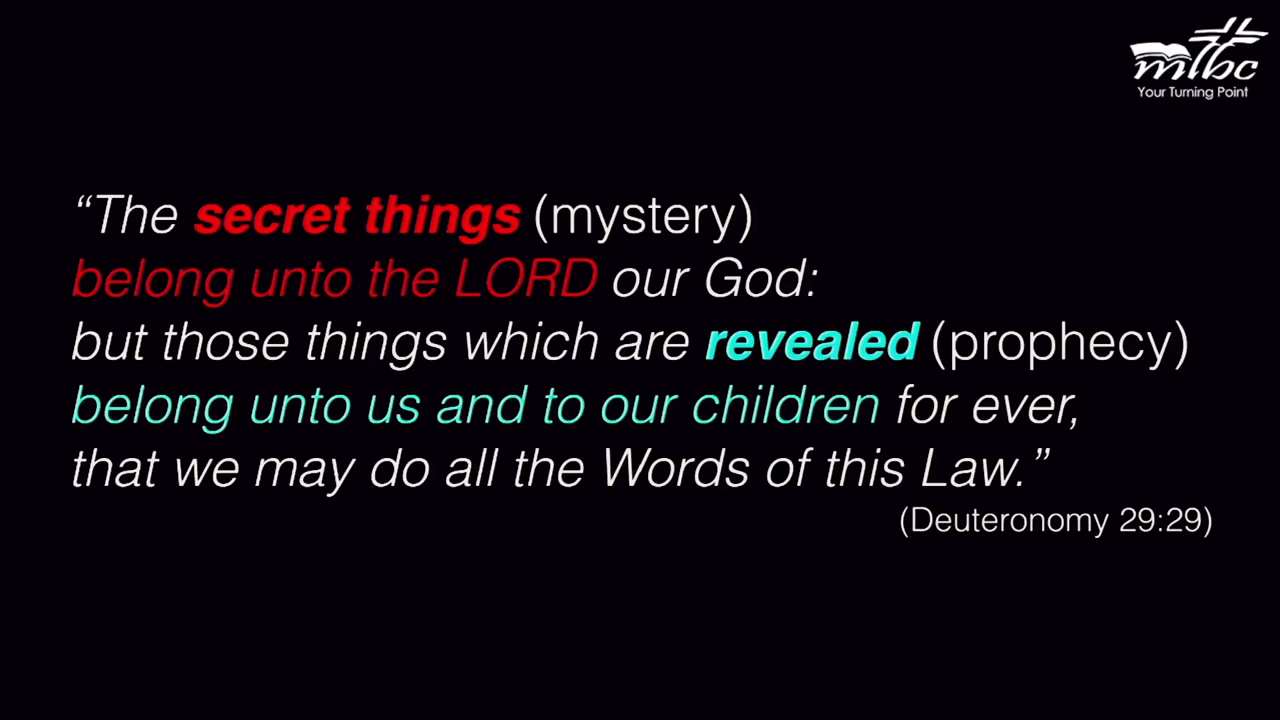 mtbc
Your Turning Point
“The secret things (mystery)
belong unto the LORD our God:
but those things which are revealed (prophecy)
belong unto us and to our children for ever,
that we may do all the Words of this Law.”
(Deuteronomy 29:29)